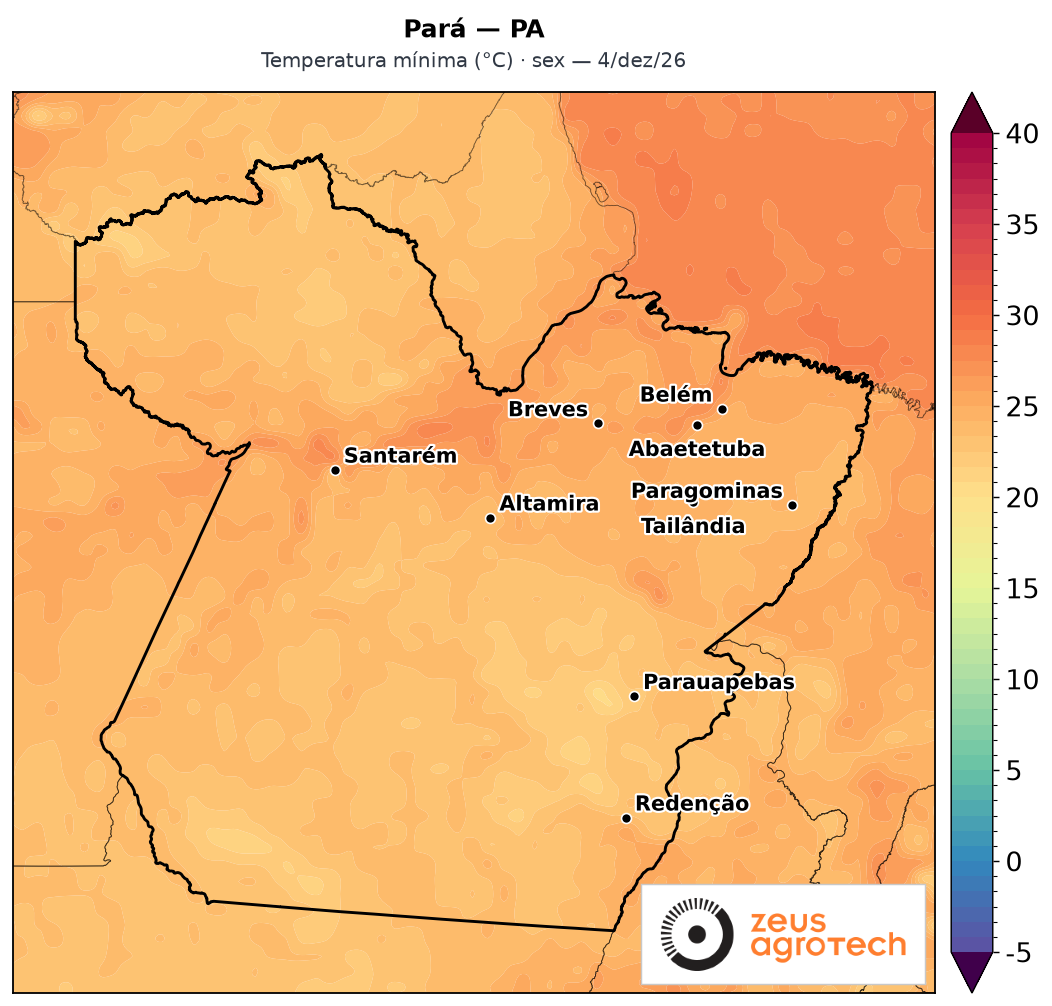 Pará — PA
Temperatura mínima (°C) · sex — 4/dez/26
40
35
30
25
20
15
10
5
0
-5
Belém
Breves
Abaetetuba
Santarém
Paragominas
Altamira
Tailândia
Parauapebas
Redenção
zeus
agrotech